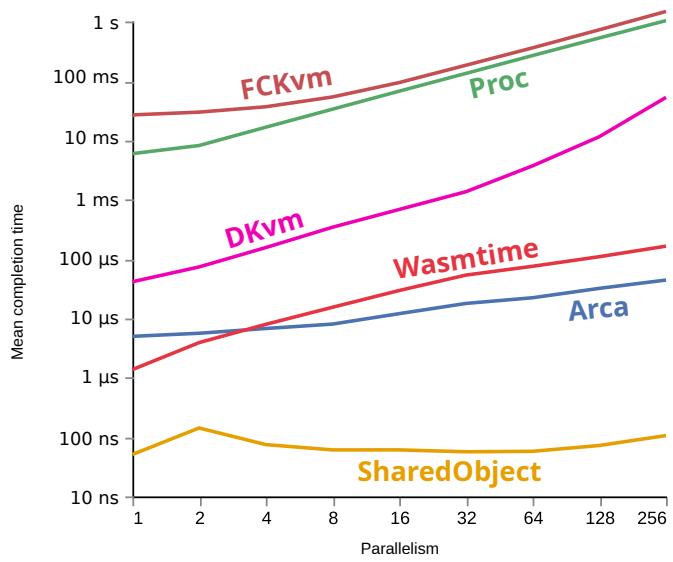 1 s
100 ms
10 ms
1 ms
100 µs
10 µs
1 µs
100 ns
10 ns
Mean completion time
FCKvm
Proc
DKvm
Wasmtime
Arca
SharedObject
1 2 4 8 16 32 64 128 256
Parallelism